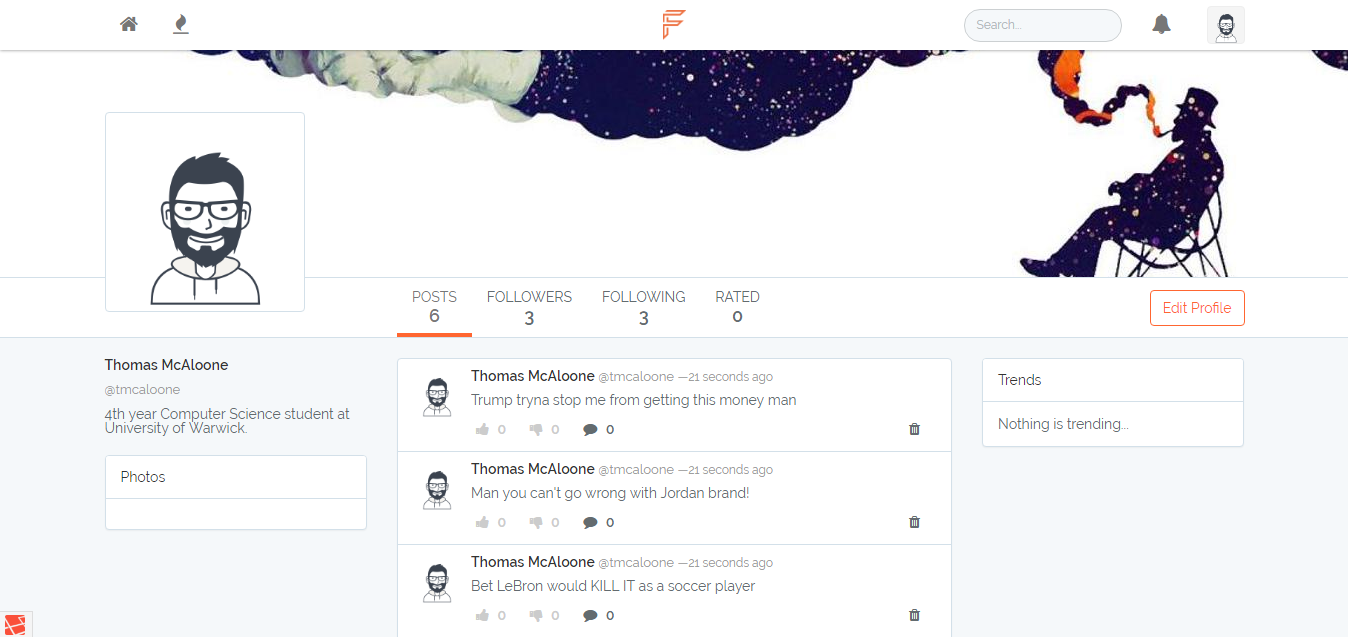 Search...
POSTS FOLLOWERS FOLLOWING RATED
6 3 3 0
Edit Profile
Thomas McAloone
@tmcaloone
4th year Computer Science student at
University of Warwick.
Photos
Thomas McAloone @tmcaloone —21 seconds ago
Trump tryna stop me from getting this money man
0 0 0
Thomas McAloone @tmcaloone —21 seconds ago
Man you can't go wrong with Jordan brand!
0 0 0
Thomas McAloone @tmcaloone —21 seconds ago
Bet LeBron would KILL IT as a soccer player
0 0 0
Trends
Nothing is trending...